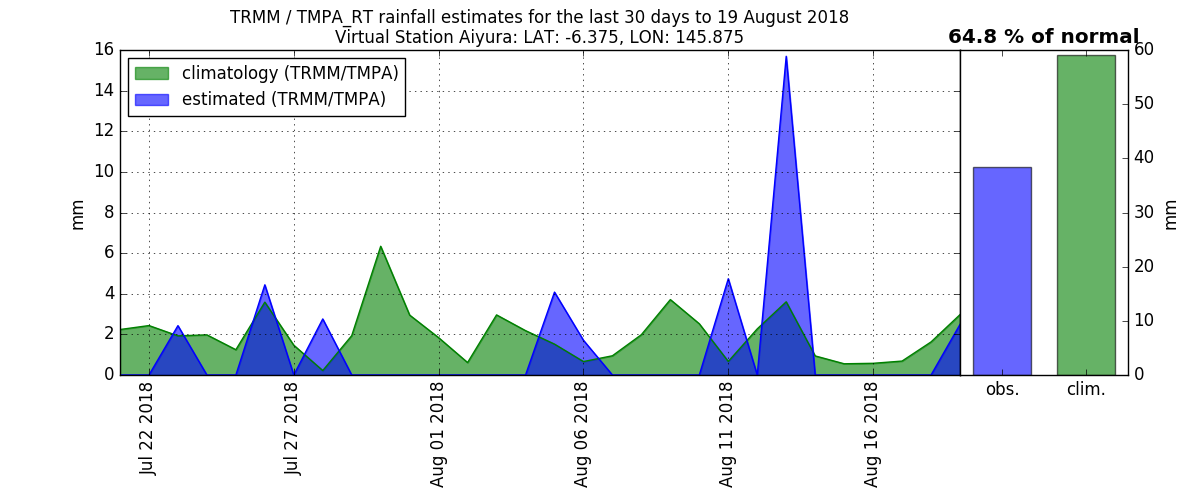 TRMM / TMPA_RT rainfall estimates for the last 30 days to 19 August 2018
Virtual Station Aiyura: LAT: -6.375, LON: 145.875
64.8 % of normal
climatology (TRMM/TMPA)
estimated (TRMM/TMPA)
16
14
12
10
8
6
4
2
0
mm
Jul 22 2018
Jul 27 2018
Aug 01 2018
Aug 06 2018
Aug 11 2018
Aug 16 2018
60
50
40
30
20
10
0
mm
obs.
clim.